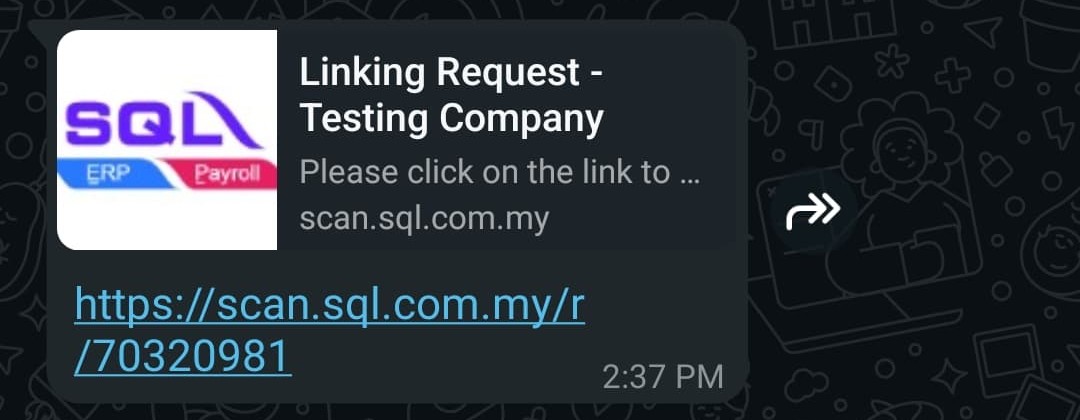 SQL
ERP Payroll
Linking Request -
Testing Company
Please click on the link to ...
scan.sql.com.my
https://scan.sql.com.my/r
/70320981
2:37 PM